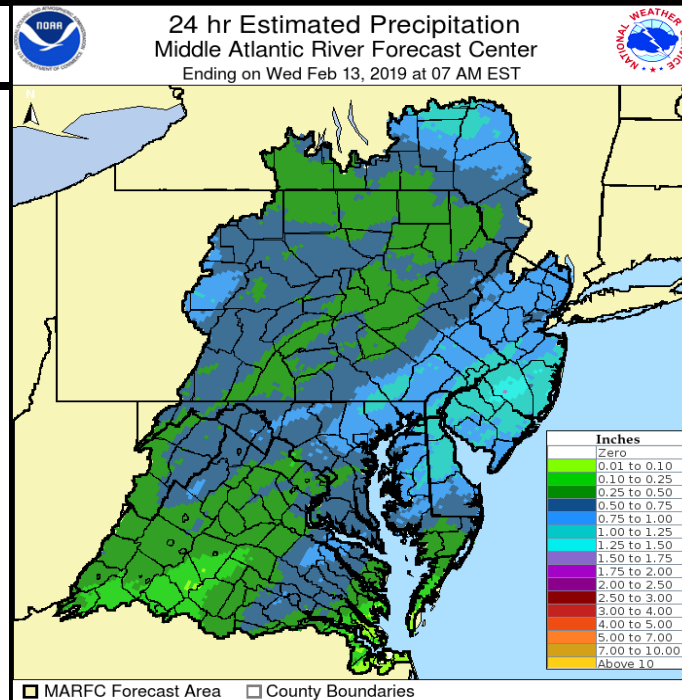 24 hr Estimated Precipitation
Middle Atlantic River Forecast Center
Ending on Wed Feb 13, 2019 at 07 AM EST
NOAA
NATIONAL WEATHER
N
Inches
Zero
0.01 to 0.10
0.10 to 0.25
0.25 to 0.50
0.50 to 0.75
0.75 to 1.00
1.00 to 1.25
1.25 to 1.50
1.50 to 1.75
1.75 to 2.00
2.00 to 2.50
2.50 to 3.00
3.00 to 4.00
4.00 to 5.00
5.00 to 7.00
7.00 to 10.00
Above 10
MARFC Forecast Area
County Boundaries